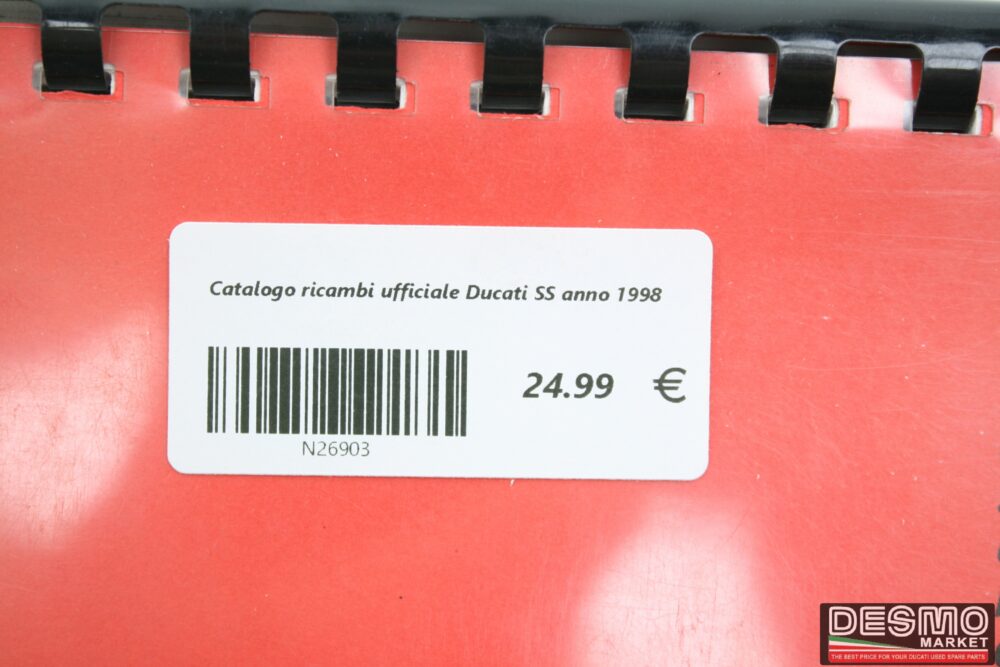 Catalogo ricambi ufficiale Ducati SS anno 1998
24.99 €
N26903
DESMO
MARKET
THE BEST PRICE FOR YOUR DUCATI USED SPARE PARTS